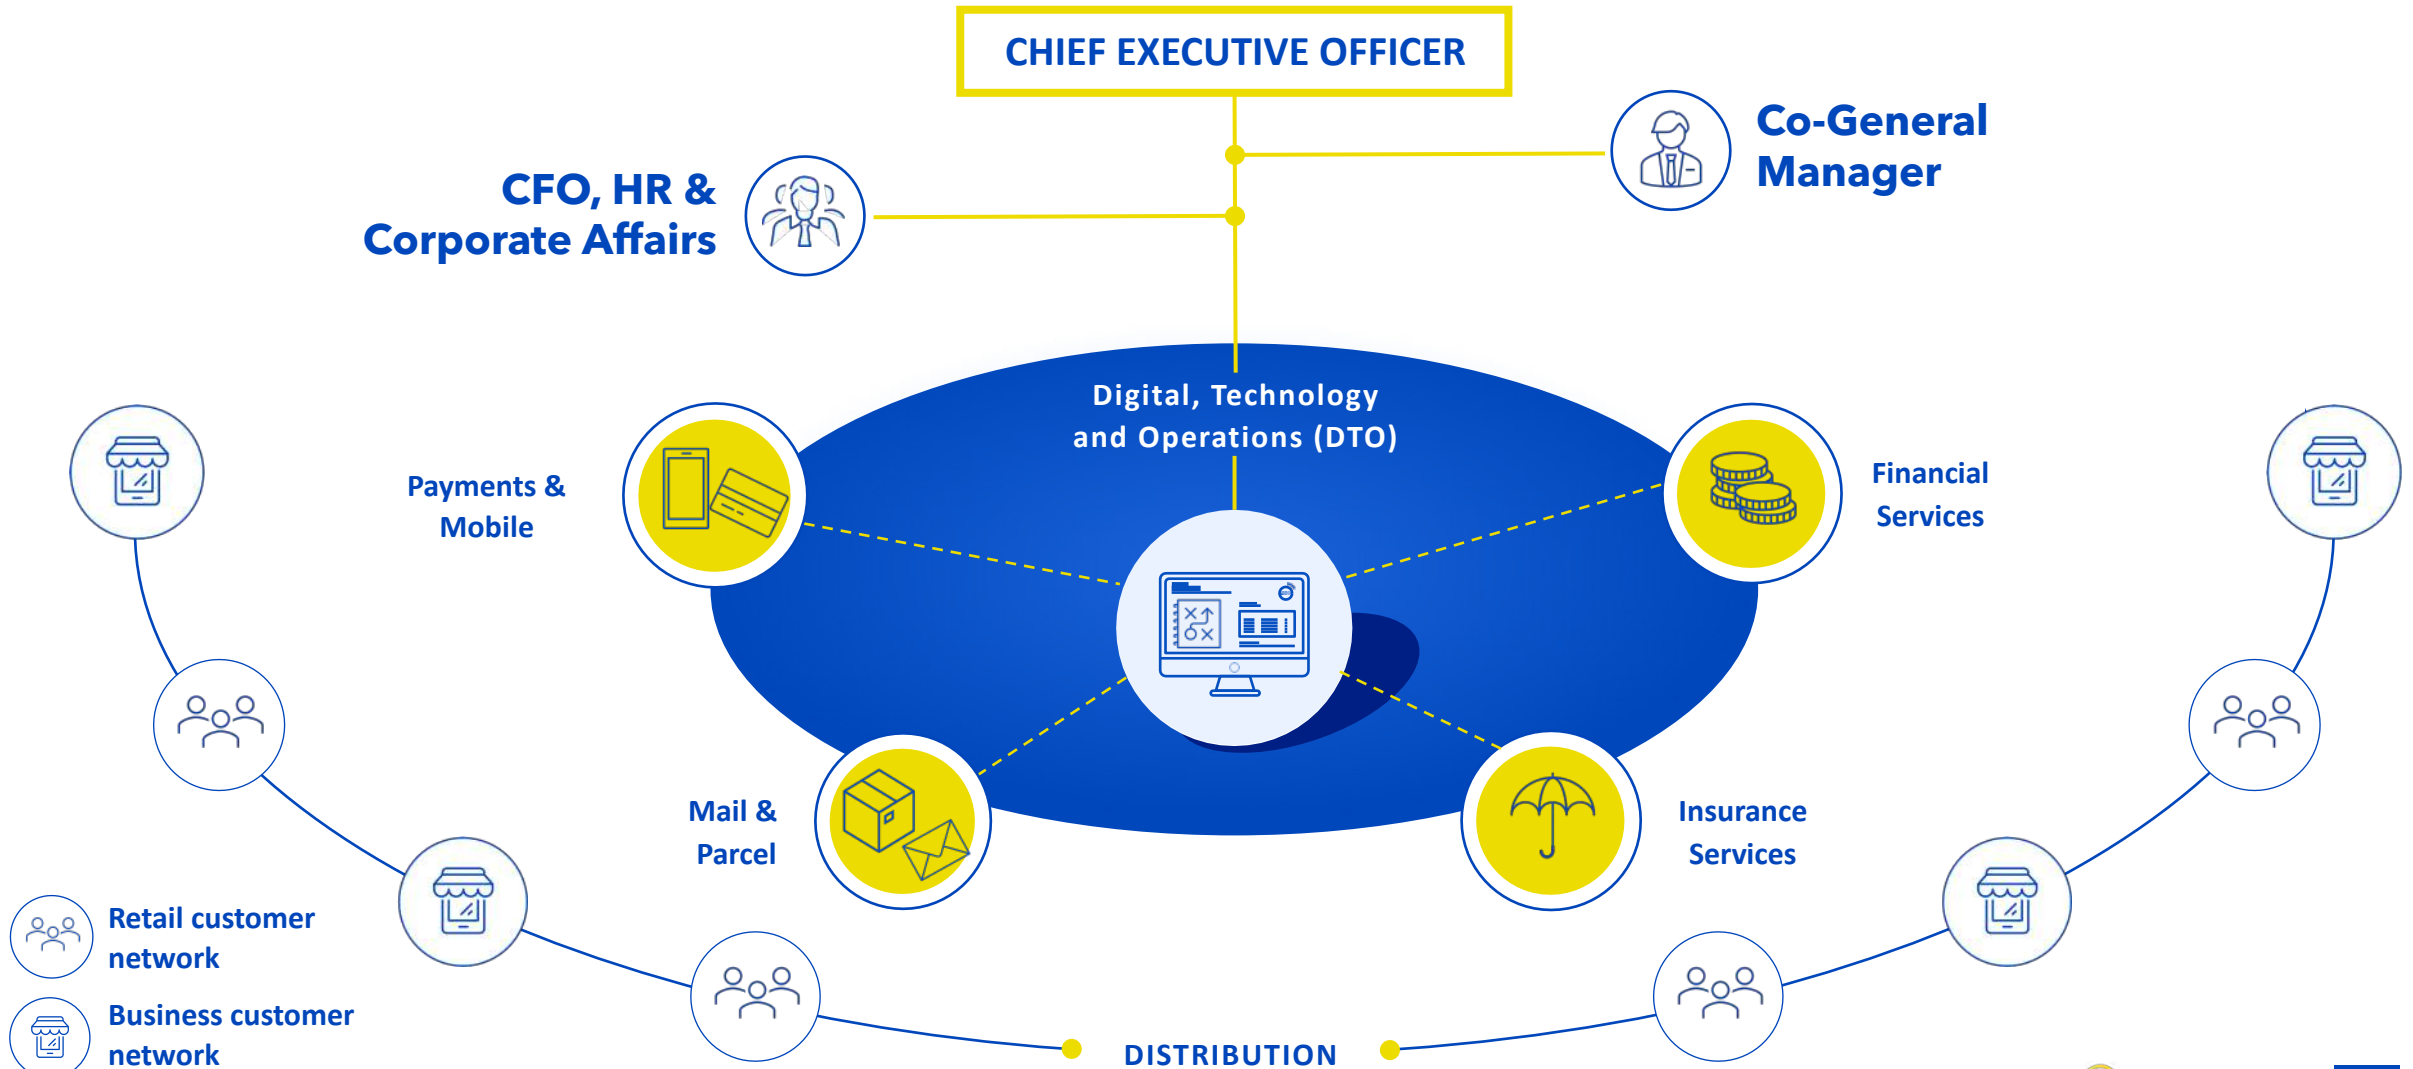 CHIEF EXECUTIVE OFFICER
Co-General
Manager
CFO, HR &
Corporate Affairs
Digital, Technology
and Operations (DTO)
Payments &
Mobile
Financial
Services
Mail &
Parcel
Insurance
Services
Retail customer
network
Business customer
network
DISTRIBUTION